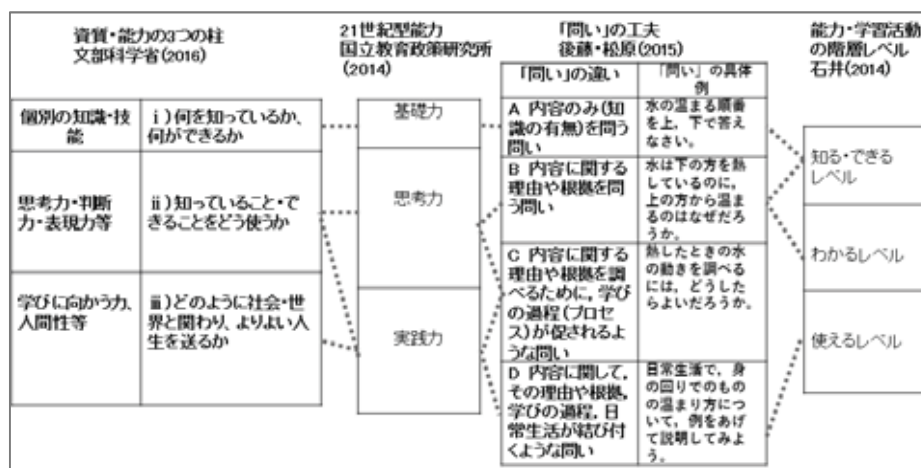 資質・能力の3つの柱
文部科学省(2016)
個別の知識・技
能
ⅰ)何を知っているか、
何ができるか
思考力・判断
力・表現力等
ⅱ)知っていること・で
きることをどう使うか
学びに向かう力、
人間性等
ⅲ)どのように社会・世
界と関わり、よりよい人
生を送るか
21世紀型能力
国立教育政策研究所
(2014)
基礎力
思考力
実践力
「問い」の工夫
後藤・松原(2015)
「問い」の違い
「問い」の具体
例
A 内容のみ(知
識の有無)を問う
問い
水の温まる順番
を上，下で答え
なさい。
B 内容に関する
理由や根拠を問
う問い
水は下の方を熱
しているのに，
上の方から温ま
るのはなぜだろ
うか。
C 内容に関する
理由や根拠を調
べるために，学び
の過程(プロセ
ス)が促されるよ
うな問い
熱したときの水
の動きを調べる
には，どうした
らよいだろうか。
D 内容に関して，
その理由や根拠，
学びの過程，日
常生活が結び付
くような問い
日常生活で，身
の回りでのもの
の温まり方につ
いて，例をあげ
て説明してみよ
う。
能力・学習活動
の階層レベル
石井(2014)
知る・できる
レベル
わかるレベル
使えるレベル